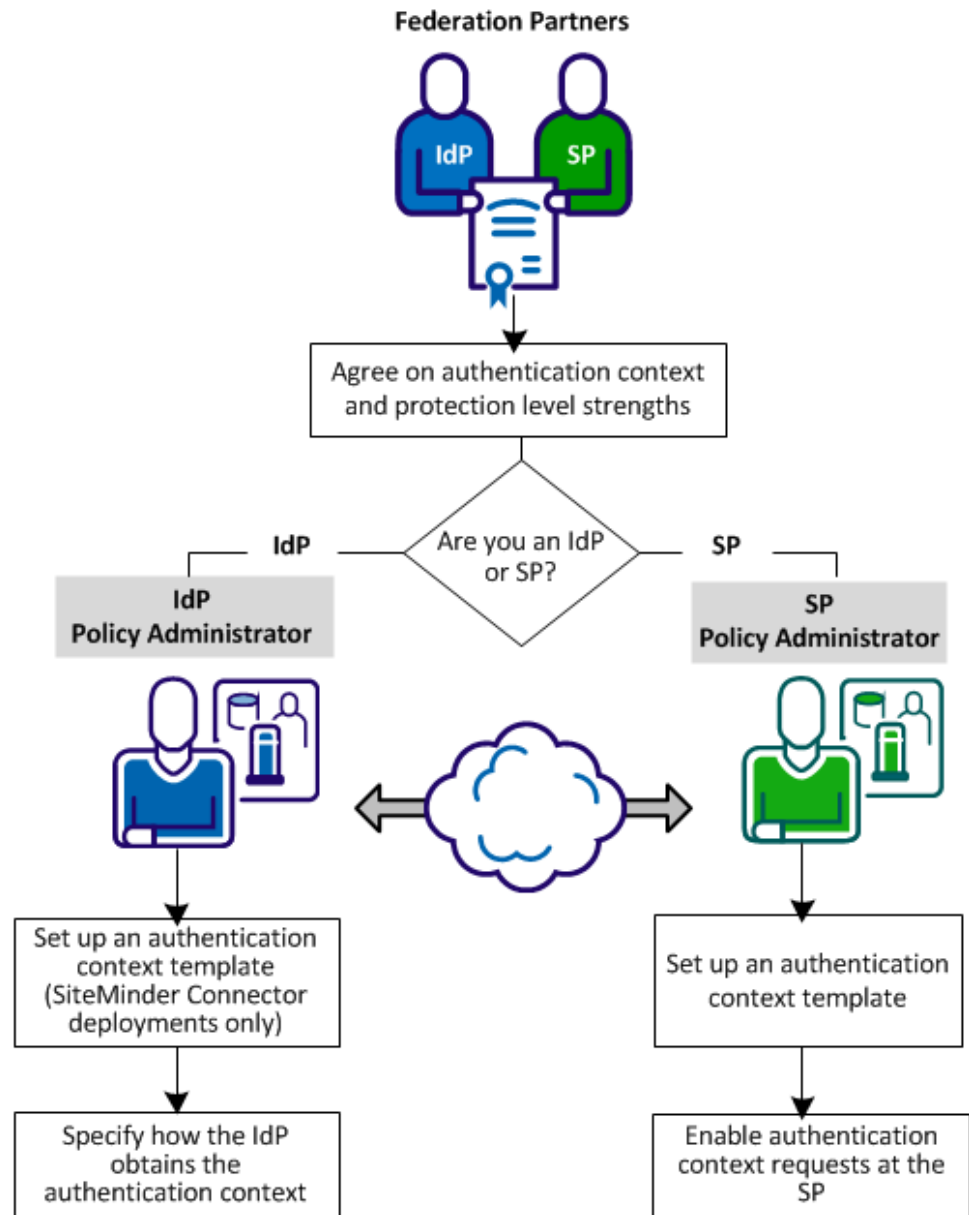 Federation Partners
IdP
SP
Agree on authentication context
and protection level strengths
Are you an IdP
or SP?
IdP
SP
IdP
Policy Administrator
SP
Policy Administrator
Set up an authentication
context template
(SiteMinder Connector
deployments only)
Set up an authentication
context template
Specify how the IdP
obtains the
authentication context
Enable authentication
context requests at the
SP